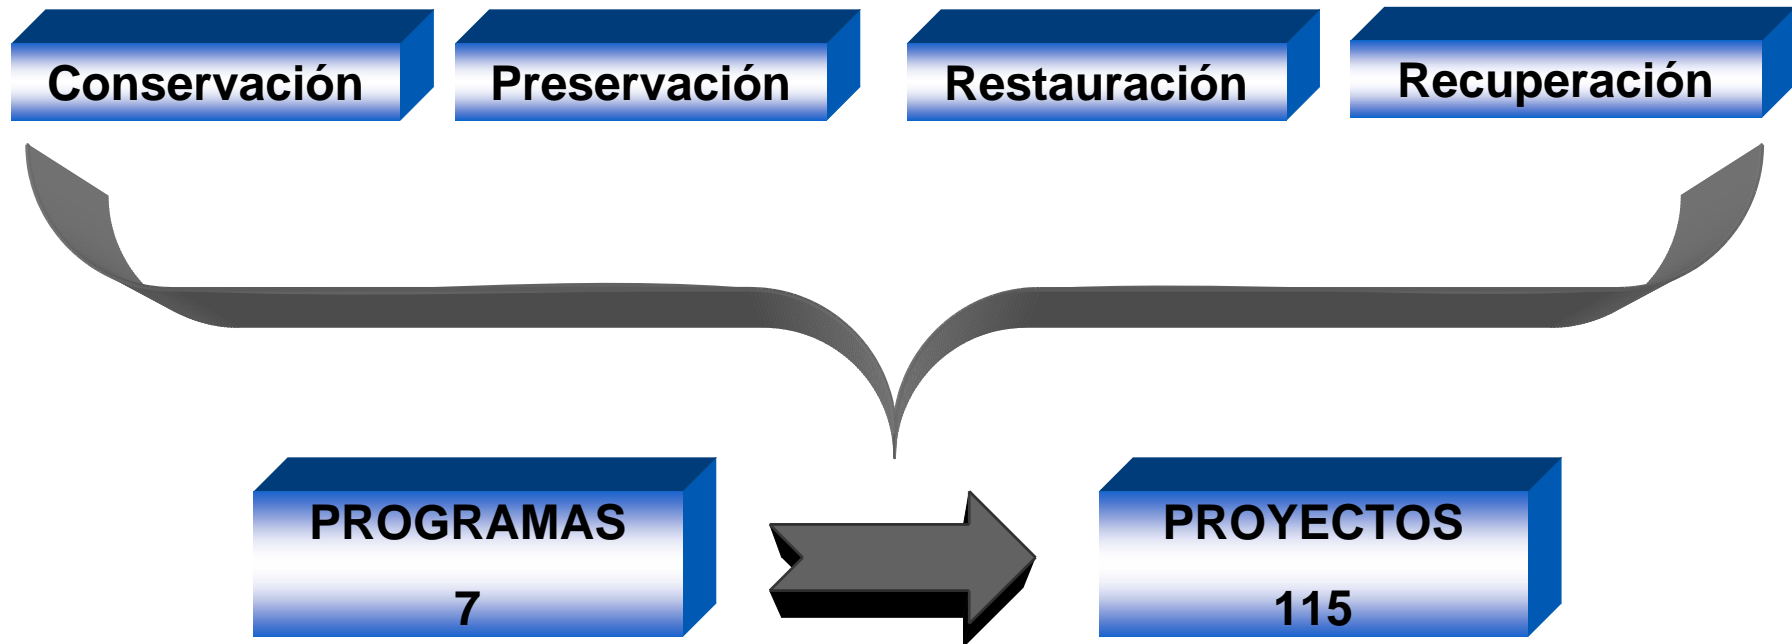 Conservación
Preservación
Restauración
Recuperación
PROGRAMAS
7
PROYECTOS
115